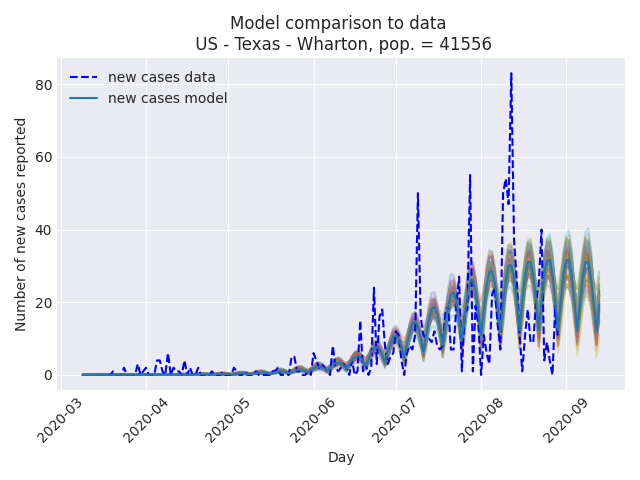 Model comparison to data
US - Texas - Wharton, pop. = 41556
new cases data
new cases model
Number of new cases reported
80
60
40
20
0
2020-03
2020-04
2020-05
2020-06
2020-07
2020-08
2020-09
Day